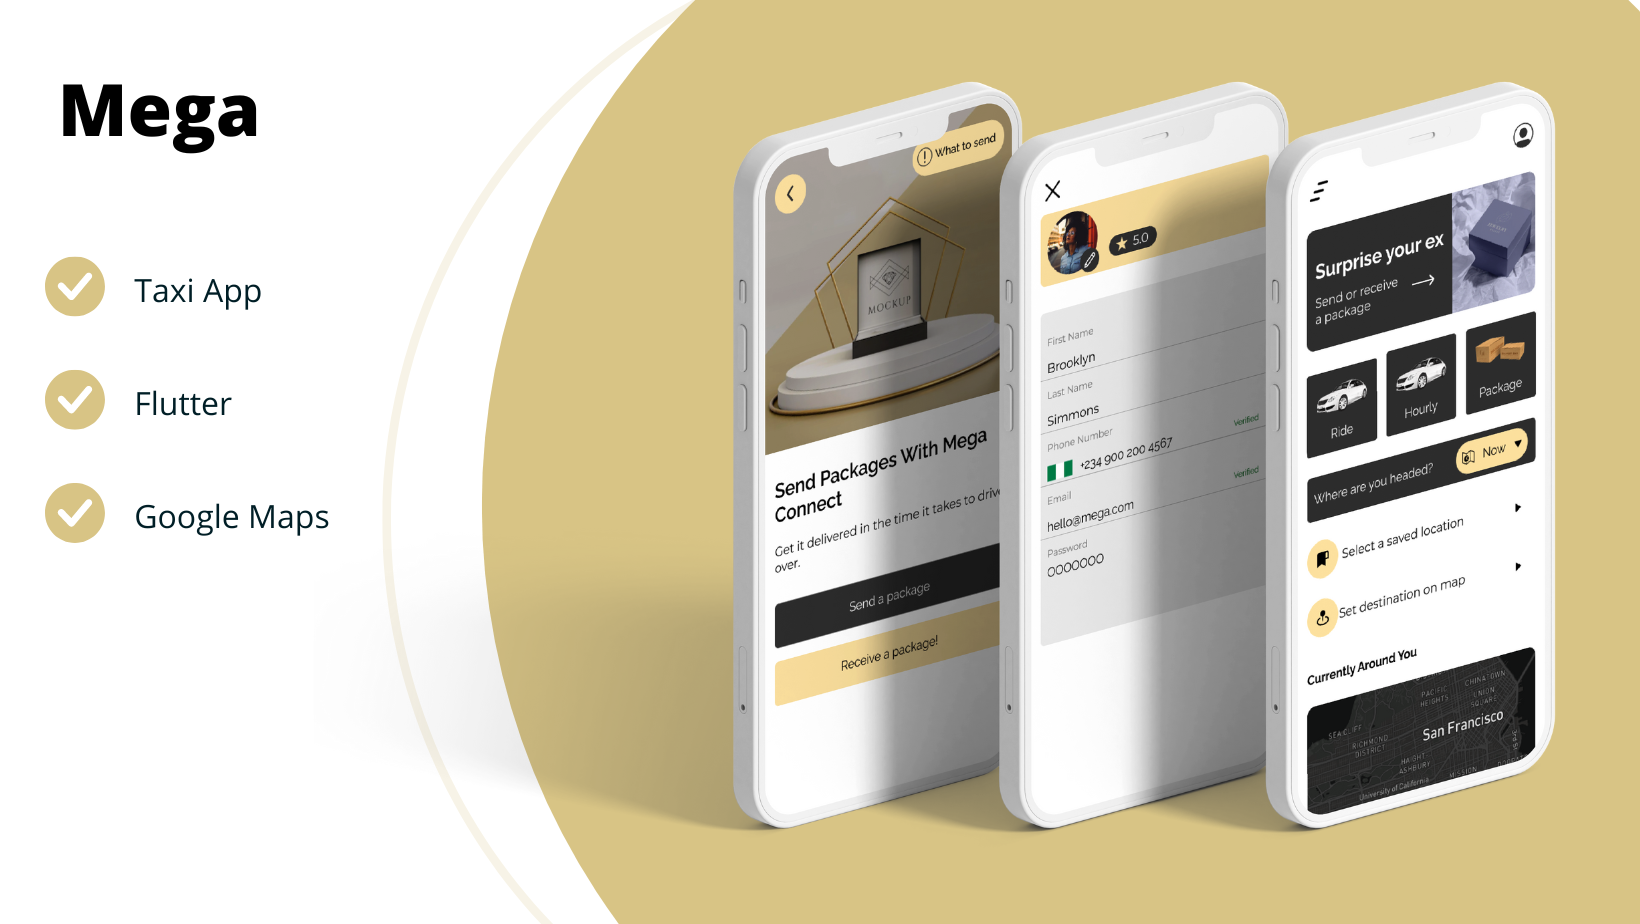 Mega
Taxi App
Flutter
Google Maps
What to send
MOCKUP
Send Packages With Mega
Connect
Get it delivered in the time it takes to drive
over.
Send a package
Receive a package!
5.0
First Name
Brooklyn
Last Name
Simmons
Phone Number
Verified
+234 900 200 4567
Email
Verified
hello@mega.com
Password
OOOOOOO
Surprise your ex
Send or receive
a package
Ride
Hourly
Package
Where are you headed?
Now
Select a saved location
Set destination on map
Currently Around You
CHINATOWN
PACIFIC
HEIGHTS
UNION
SQUARE
SEA CLIFF
San Francisco
RICHMOND
DISTRICT
3rd St
HAIGHT
ASHBURY
MISSION
University of California